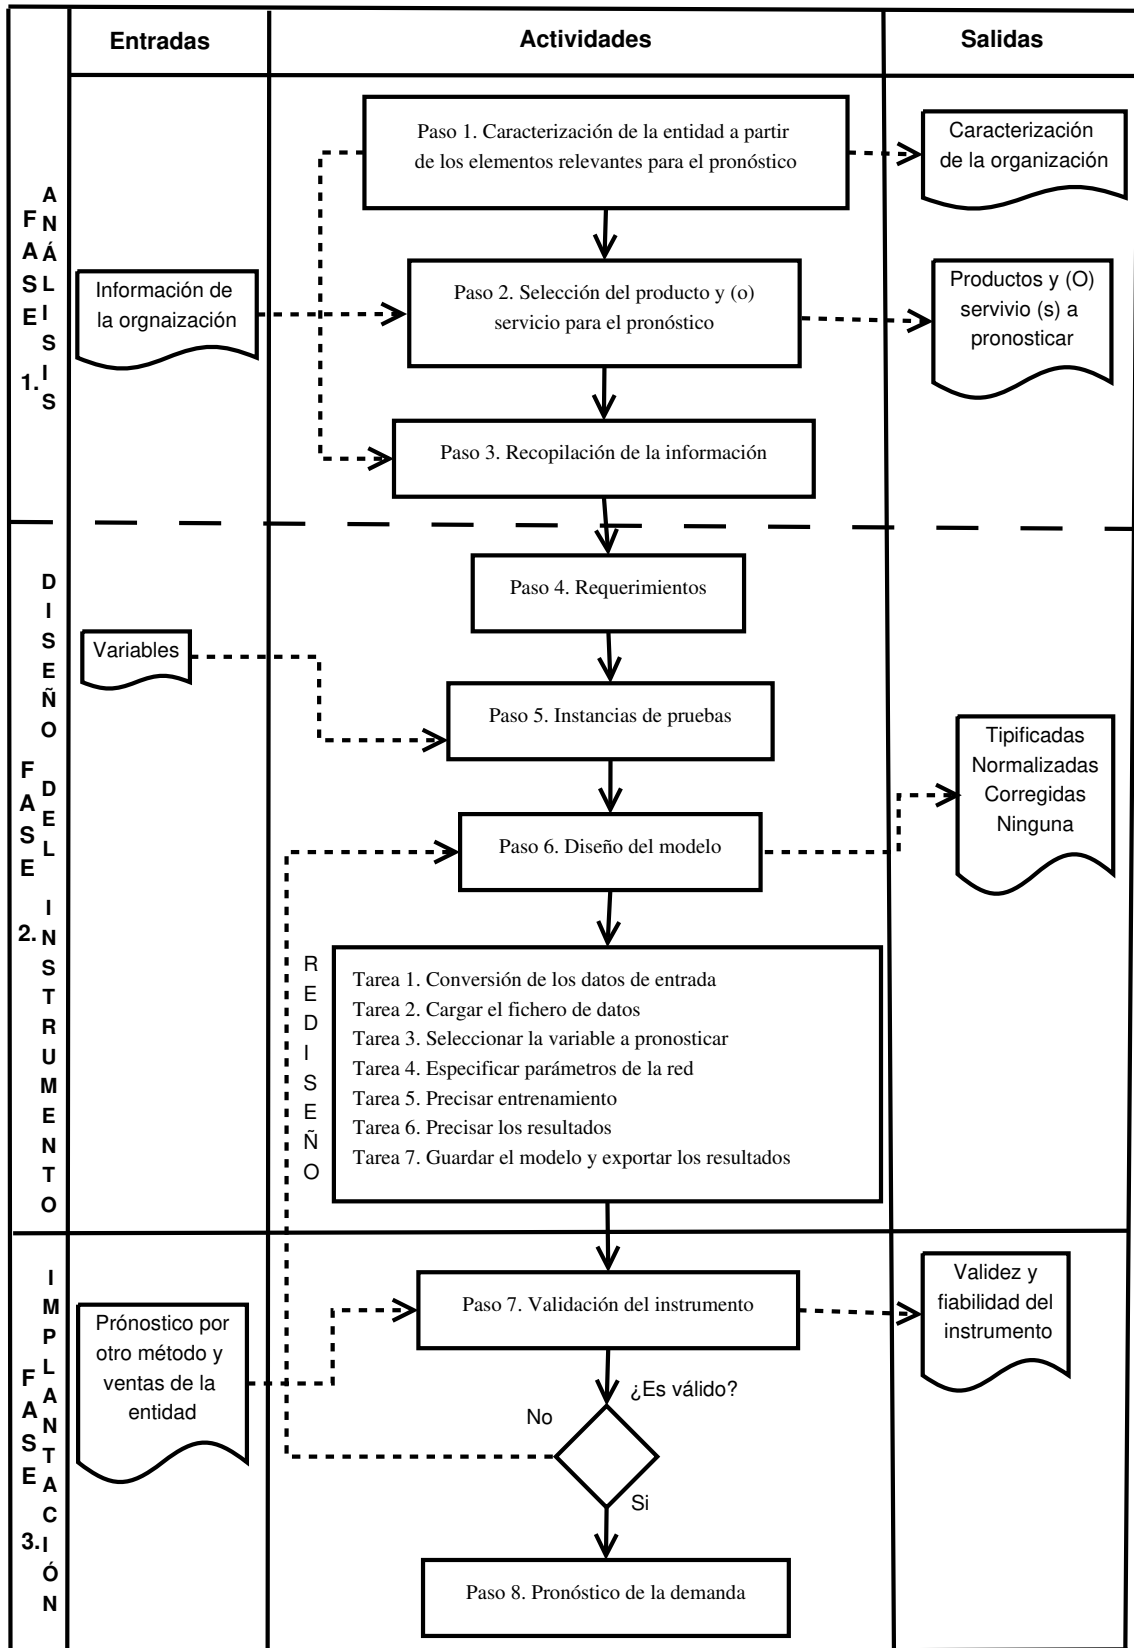 Entradas
Actividades
Salidas
FASE 1.
ANÁLISIS
Paso 1. Caracterización de la entidad a partir
de los elementos relevantes para el pronóstico
Caracterización
de la organización
Información de
la orgnaización
Paso 2. Selección del producto y (o)
servicio para el pronóstico
Productos y (O)
servivio (s) a
pronosticar
Paso 3. Recopilación de la información
FASE 2.
DISEÑO DEL INSTRUMENTO
Paso 4. Requerimientos
Variables
Paso 5. Instancias de pruebas
Paso 6. Diseño del modelo
Tipificadas
Normalizadas
Corregidas
Ninguna
REDISEÑO
Tarea 1. Conversión de los datos de entrada
Tarea 2. Cargar el fichero de datos
Tarea 3. Seleccionar la variable a pronosticar
Tarea 4. Especificar parámetros de la red
Tarea 5. Precisar entrenamiento
Tarea 6. Precisar los resultados
Tarea 7. Guardar el modelo y exportar los resultados
FASE 3.
IMPLANTACIÓN
Prónostico por
otro método y
ventas de la
entidad
Paso 7. Validación del instrumento
Validez y
fiabilidad del
instrumento
¿Es válido?
No
Si
Paso 8. Pronóstico de la demanda